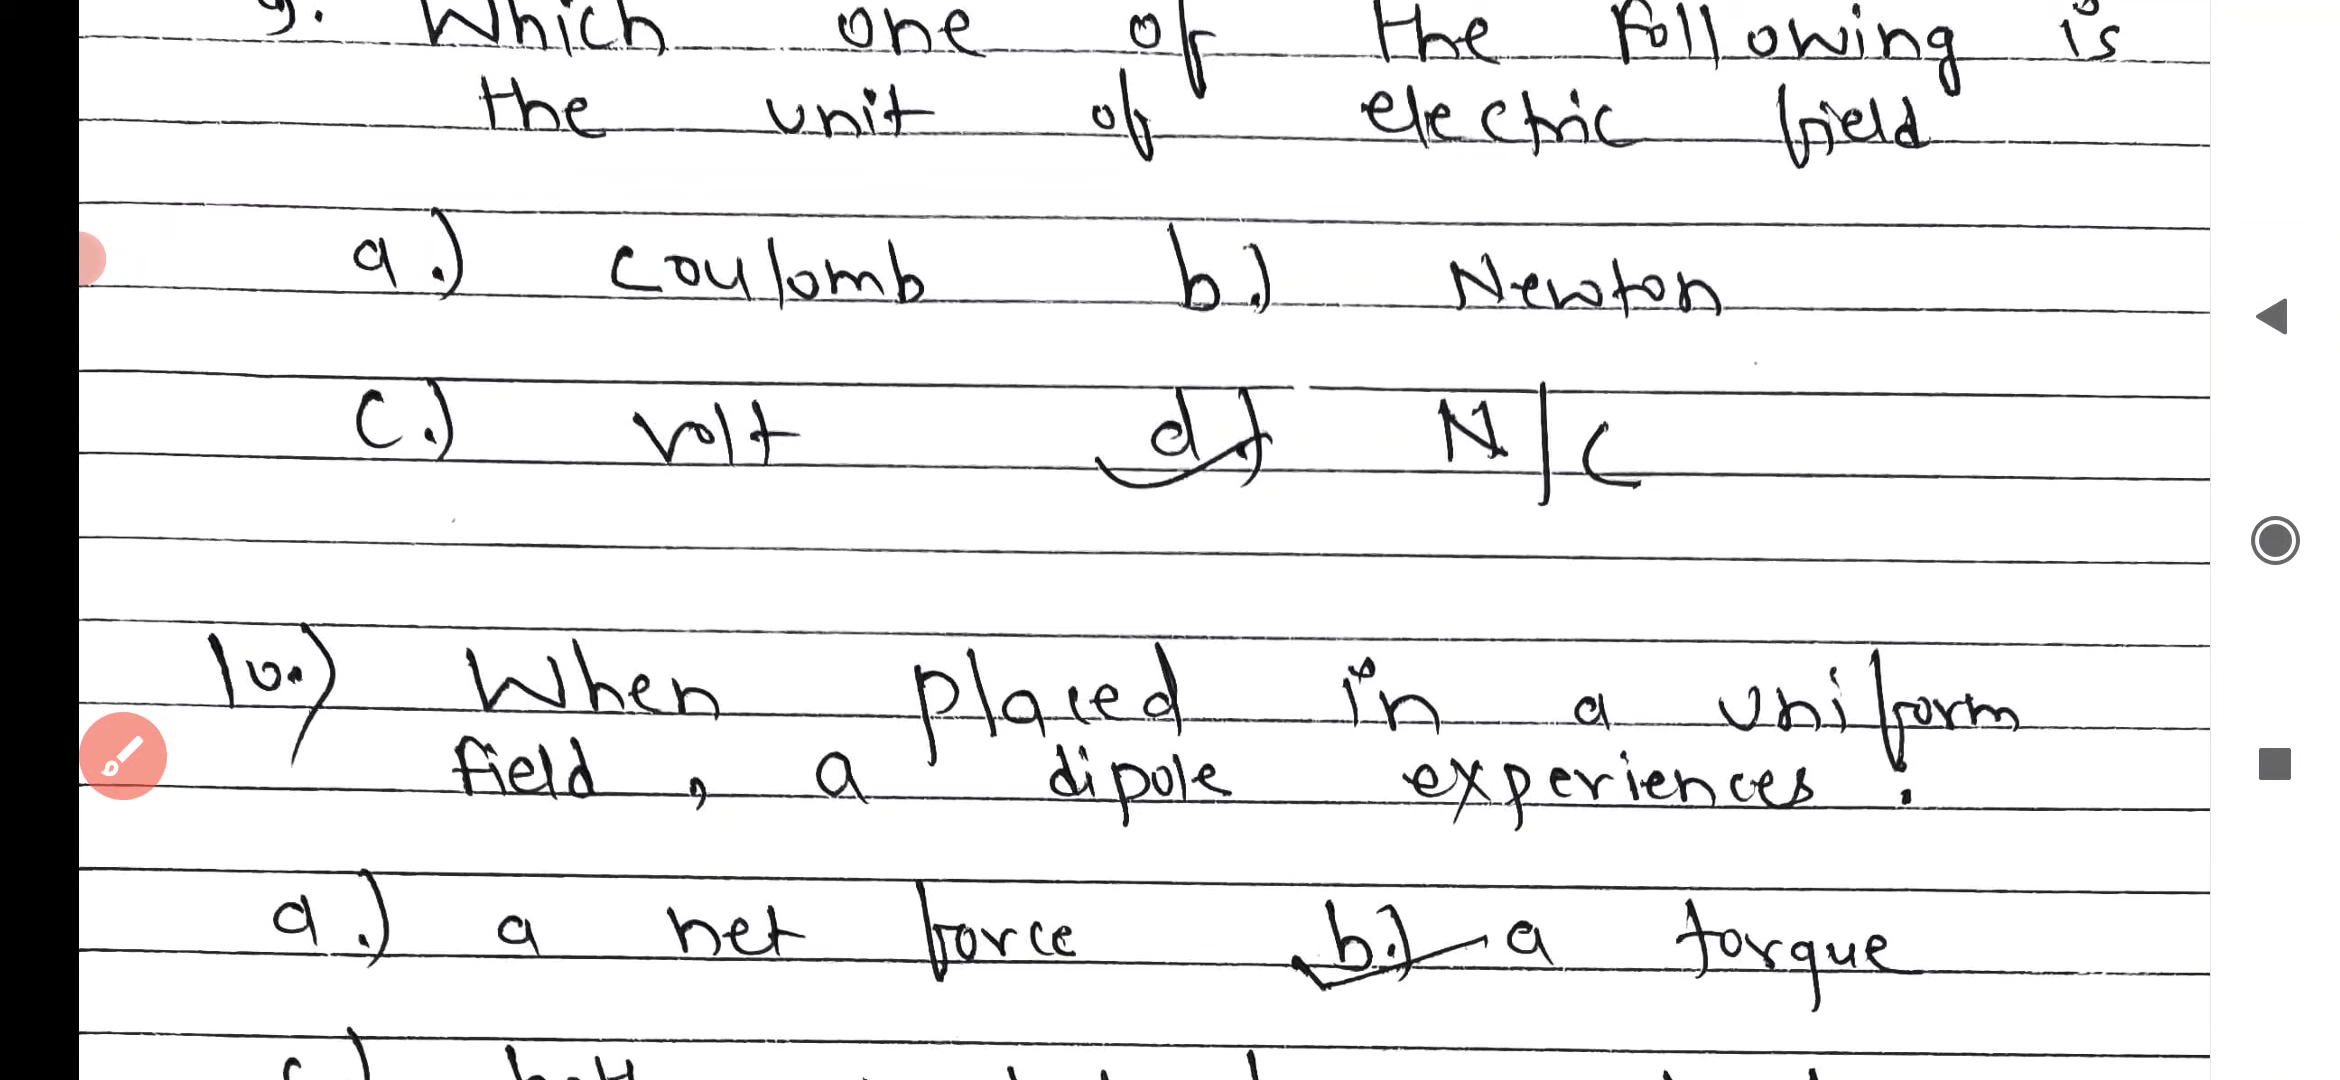 9. Which one of the following is
the unit of electric field
a.) coulomb b.) Newton
c.) volt d.) N/C
10.) When placed in a uniform
field, a dipole experiences:
a.) a net force b.) a torque